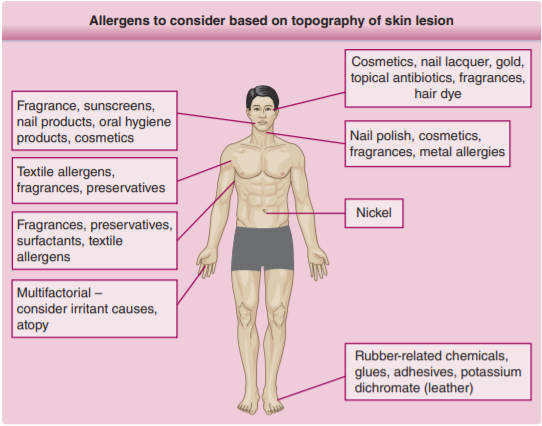 Allergens to consider based on topography of skin lesion
Cosmetics, nail lacquer, gold,
topical antibiotics, fragrances,
hair dye
Fragrance, sunscreens,
nail products, oral hygiene
products, cosmetics
Nail polish, cosmetics,
fragrances, metal allergies
Textile allergens,
fragrances, preservatives
Nickel
Fragrances, preservatives,
surfactants, textile
allergens
Multifactorial –
consider irritant causes,
atopy
Rubber-related chemicals,
glues, adhesives, potassium
dichromate (leather)